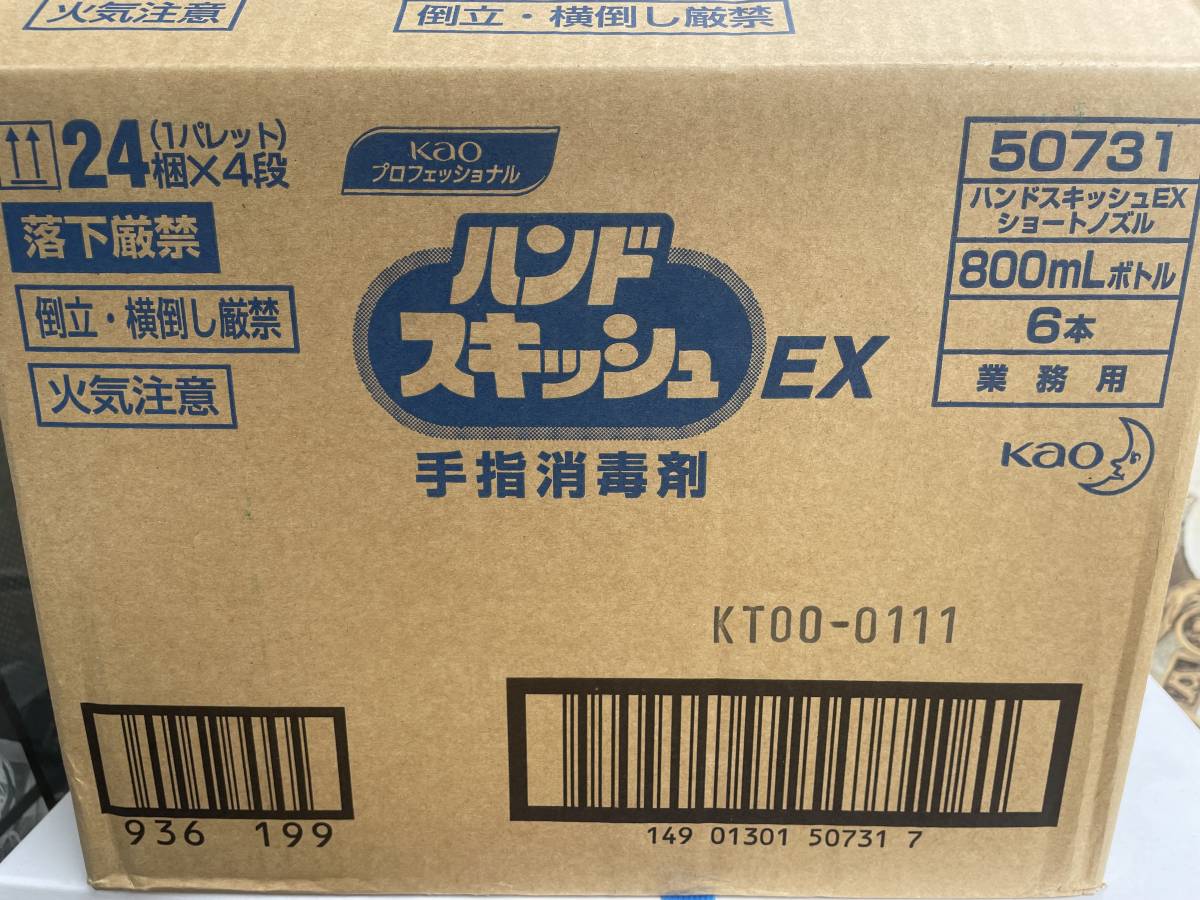 火気注意
倒立・横倒し厳禁
24(1パレット)
梱×4段
落下厳禁
倒立・横倒し厳禁
火気注意
Kao
プロフェッショナル
ハンド
スキッシュEX
手指消毒剤
50731
ハンドスキッシュEX
ショートノズル
800mLボトル
6本
業務用
Kao
KT00-0111
936 199
149 01301 50731 7